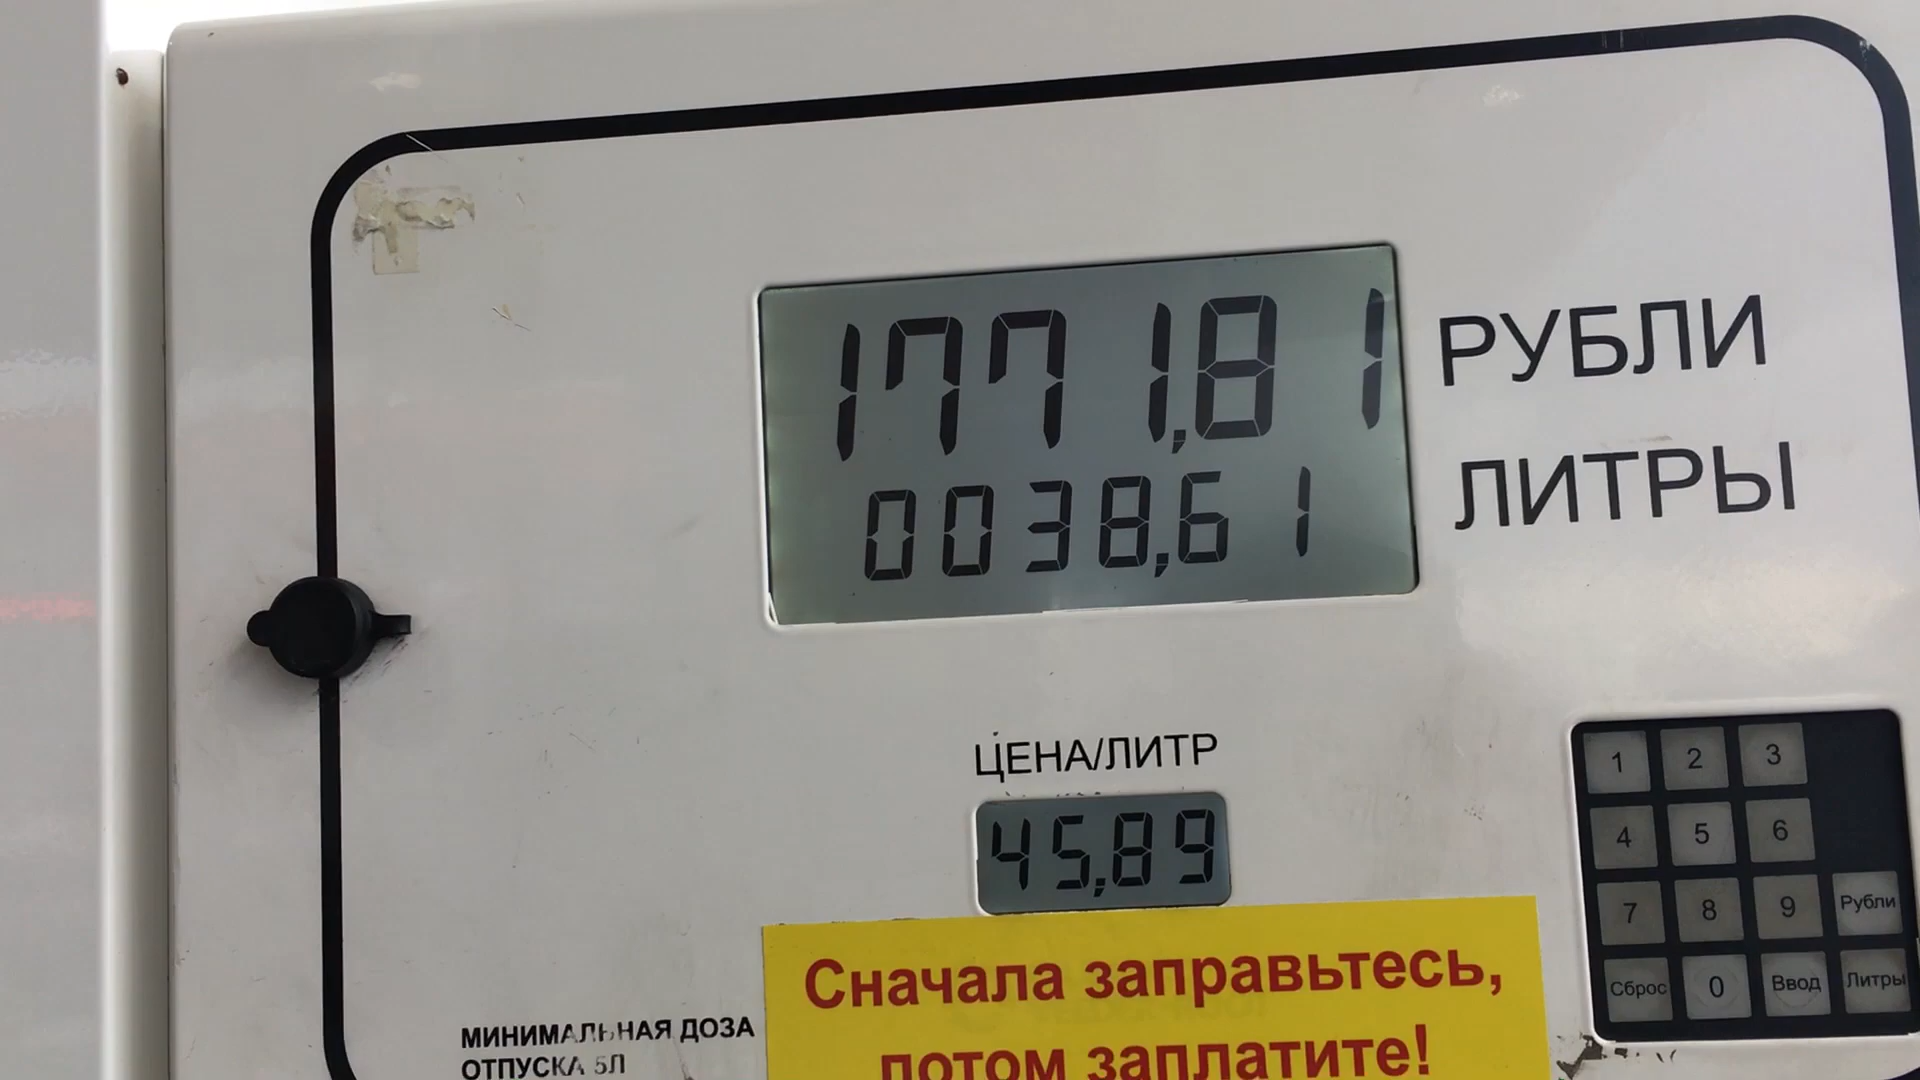 1771,81 РУБЛИ
0038,61 ЛИТРЫ
ЦЕНА/ЛИТР
45,89
1 2 3
4 5 6
7 8 9 Рубли
Сброс 0 Ввод Литры
Сначала заправьтесь,
потом заплатите!
МИНИМАЛЬНАЯ ДОЗА
ОТПУСКА 5Л